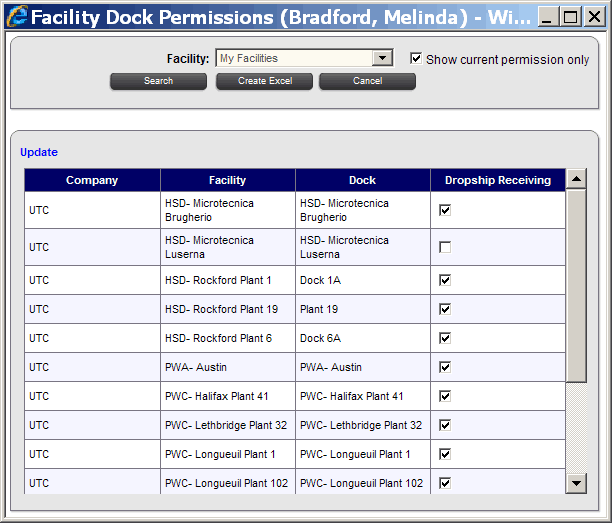 Facility Dock Permissions (Bradford, Melinda) - Wi...
Facility: My Facilities Show current permission only
Search Create Excel Cancel
Update
Company Facility Dock Dropship Receiving
UTC HSD- Microtecnica Brugherio HSD- Microtecnica Brugherio
UTC HSD- Microtecnica Luserna HSD- Microtecnica Luserna
UTC HSD- Rockford Plant 1 Dock 1A
UTC HSD- Rockford Plant 19 Plant 19
UTC HSD- Rockford Plant 6 Dock 6A
UTC PWA- Austin PWA- Austin
UTC PWC- Halifax Plant 41 PWC- Halifax Plant 41
UTC PWC- Lethbridge Plant 32 PWC- Lethbridge Plant 32
UTC PWC- Longueuil Plant 1 PWC- Longueuil Plant 1
UTC PWC- Longueuil Plant 102 PWC- Longueuil Plant 102